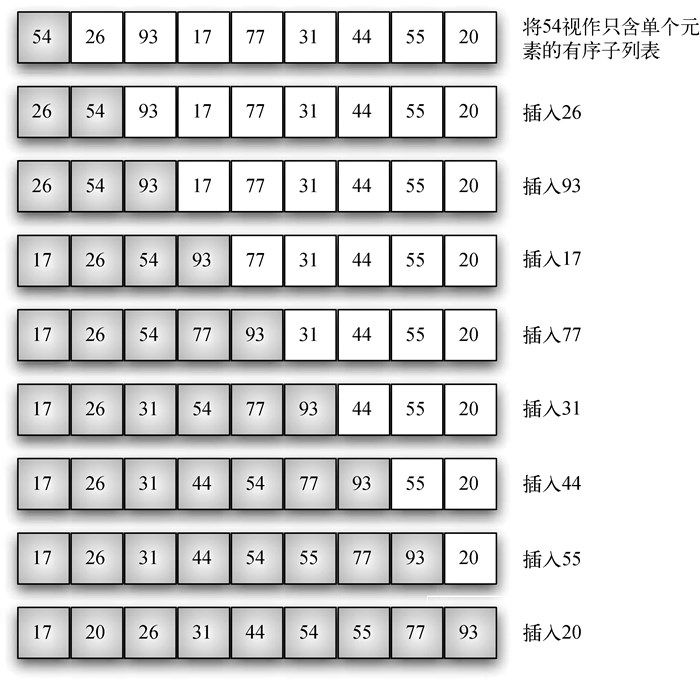 54 26 93 17 77 31 44 55 20 将54视作只含单个元
素的有序子列表
26 54 93 17 77 31 44 55 20 插入26
26 54 93 17 77 31 44 55 20 插入93
17 26 54 93 77 31 44 55 20 插入17
17 26 54 77 93 31 44 55 20 插入77
17 26 31 54 77 93 44 55 20 插入31
17 26 31 44 54 77 93 55 20 插入44
17 26 31 44 54 55 77 93 20 插入55
17 20 26 31 44 54 55 77 93 插入20